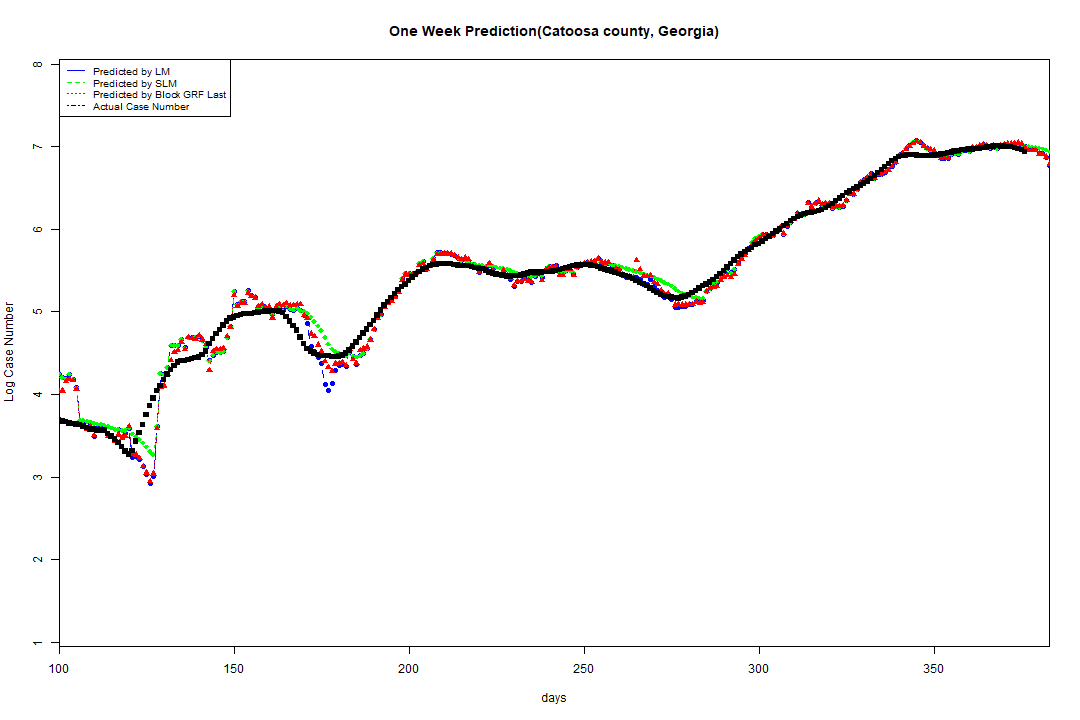 One Week Prediction(Catoosa county, Georgia)
Predicted by LM
Predicted by SLM
Predicted by Block GRF Last
Actual Case Number
Log Case Number
8
7
6
5
4
3
2
1
100 150 200 250 300 350
days